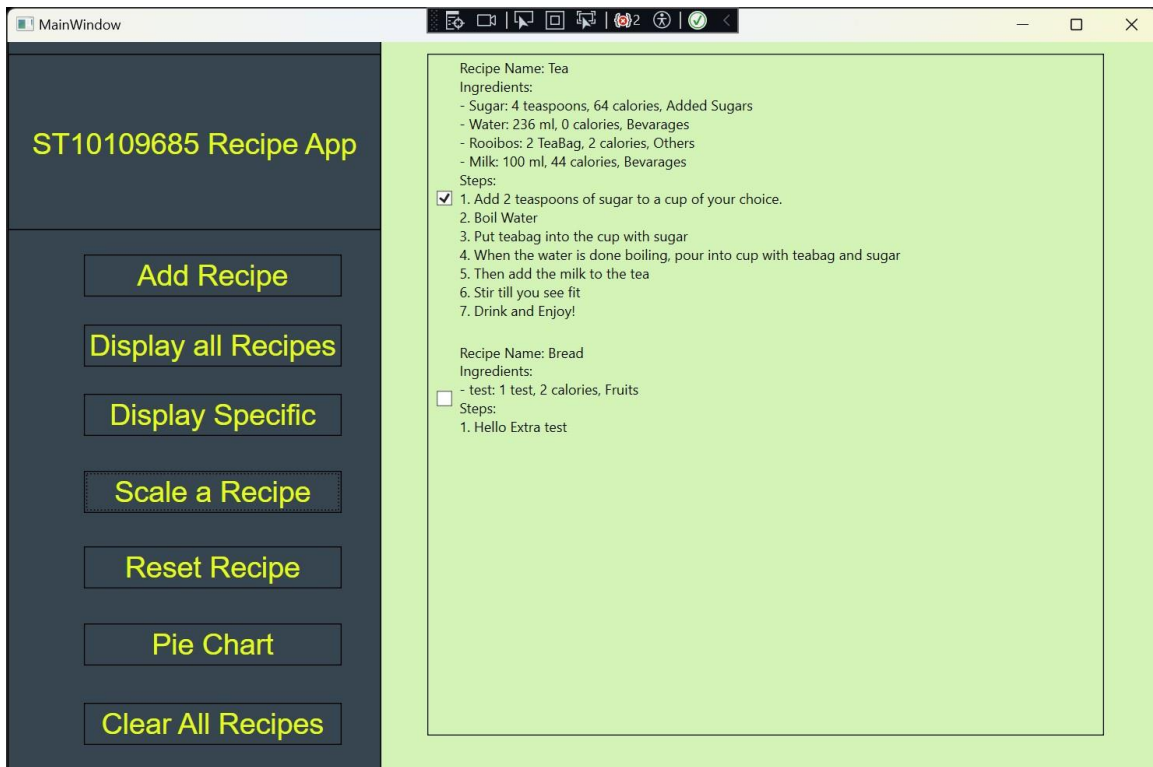 MainWindow
2
ST10109685 Recipe App
Add Recipe
Display all Recipes
Display Specific
Scale a Recipe
Reset Recipe
Pie Chart
Clear All Recipes
Recipe Name: Tea
Ingredients:
- Sugar: 4 teaspoons, 64 calories, Added Sugars
- Water: 236 ml, 0 calories, Bevarages
- Rooibos: 2 TeaBag, 2 calories, Others
- Milk: 100 ml, 44 calories, Bevarages
Steps:
1. Add 2 teaspoons of sugar to a cup of your choice.
2. Boil Water
3. Put teabag into the cup with sugar
4. When the water is done boiling, pour into cup with teabag and sugar
5. Then add the milk to the tea
6. Stir till you see fit
7. Drink and Enjoy!
Recipe Name: Bread
Ingredients:
- test: 1 test, 2 calories, Fruits
Steps:
1. Hello Extra test